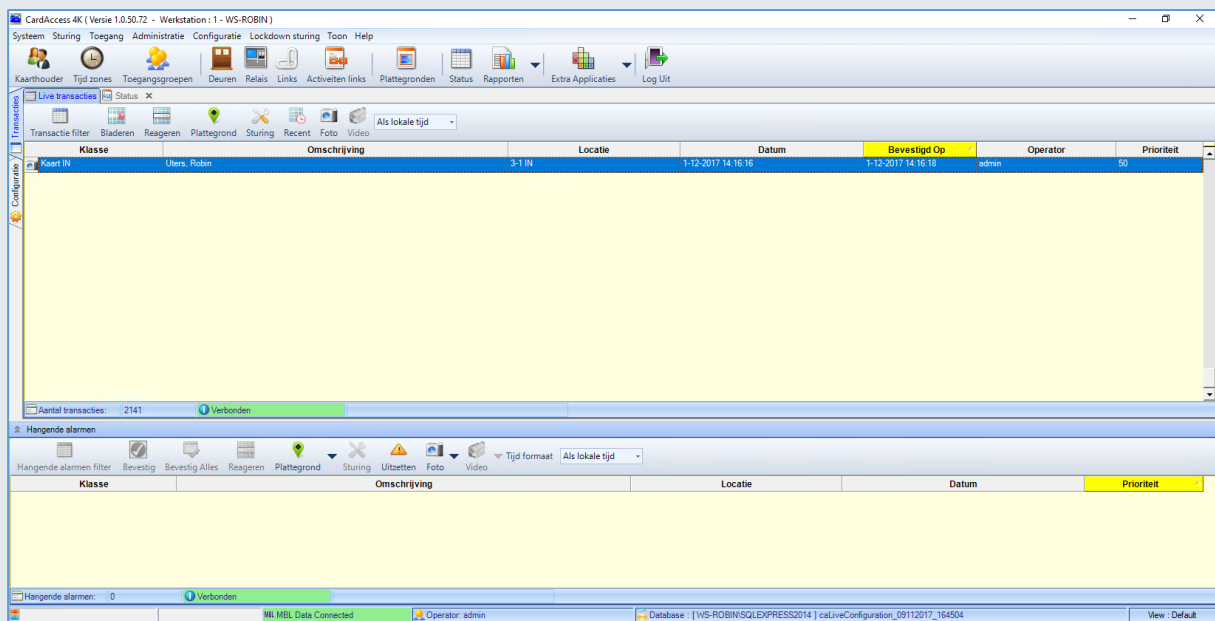 CardAccess 4K ( Versie 1.0.50.72 - Werkstation : 1 - WS-ROBIN )
Systeem Sturing Toegang Administratie Configuratie Lockdown sturing Toon Help
Kaarthouder Tijd zones Toegangsgroepen Deuren Relais Links Activeiten links Plattegronden Status Rapporten Extra Applicaties Log Uit
Transacties
Configuratie
Live transacties Status
Transactie filter Bladeren Reageren Plattegrond Sturing Recent Foto Video Als lokale tijd
Klasse Omschrijving Locatie Datum Bevestigd Op Operator Prioriteit
Kaart IN Uters, Robin 3-1 IN 1-12-2017 14:16:16 1-12-2017 14:16:18 admin 50
Aantal transacties: 2141 Verbonden
Hangende alarmen
Hangende alarmen filter Bevestig Bevestig Alles Reageren Plattegrond Sturing Uitzetten Foto Video Tijd formaat Als lokale tijd
Klasse Omschrijving Locatie Datum Prioriteit
Hangende alarmen: 0 Verbonden
MBL MBL Data Connected Operator: admin Database : [ WS-ROBIN\SQLEXPRESS2014 ] caLiveConfiguration_09112017_164504 View : Default